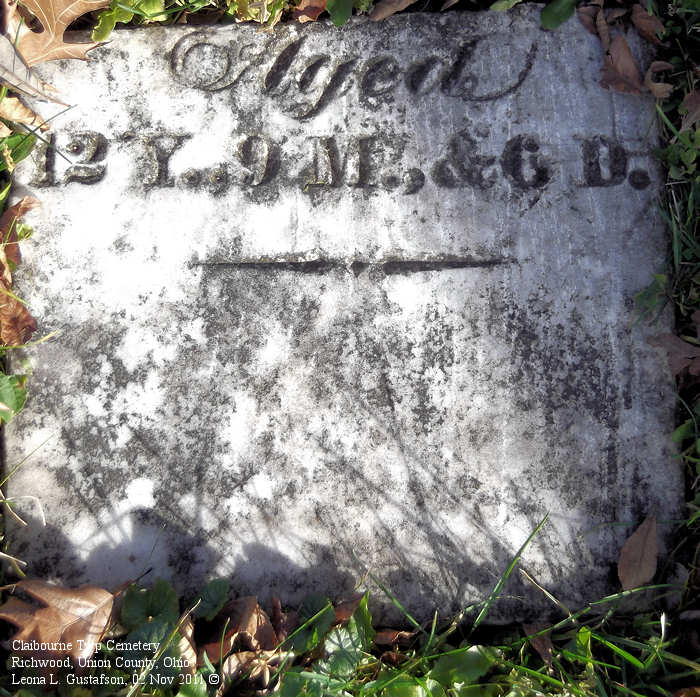 Aged
12 Y., 9 M., & 6 D.
Claibourne Twp Cemetery
Richwood, Union County, Ohio
Leona L. Gustafson, 02 Nov 2011 ©